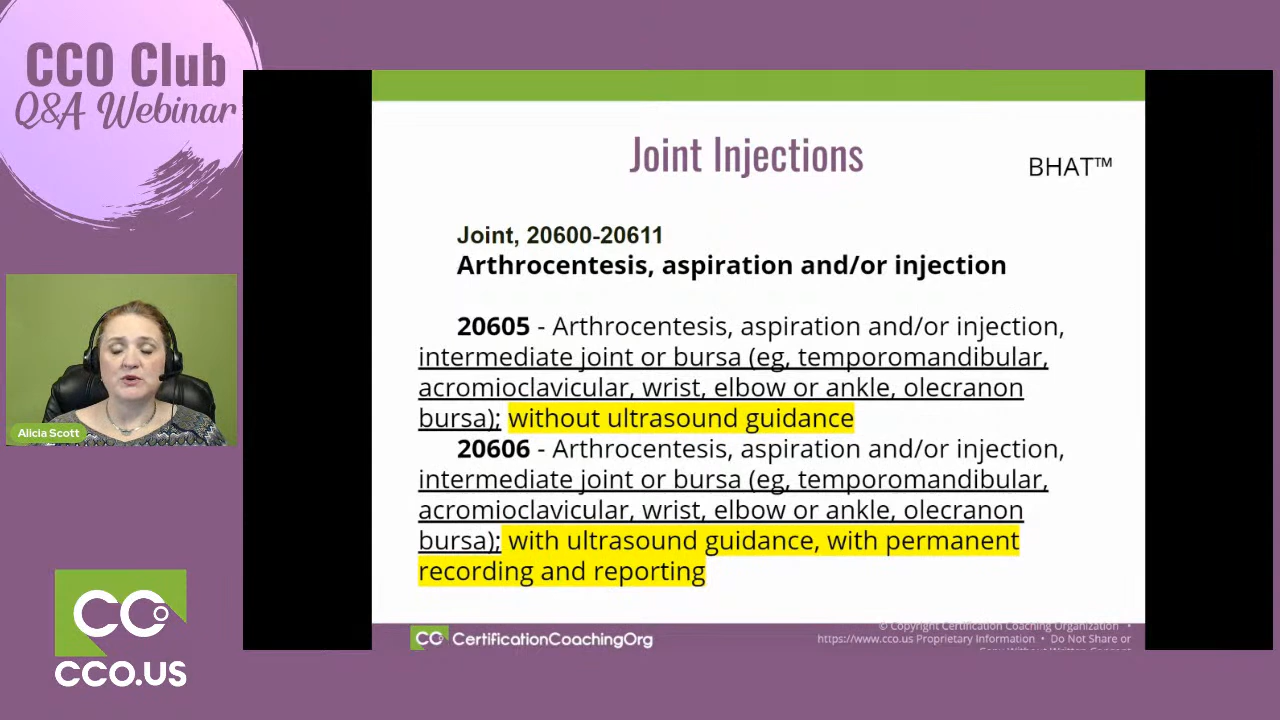 CCO Club
Q&A Webinar
Joint Injections
BHAT™
Joint, 20600-20611
Arthrocentesis, aspiration and/or injection
20605 - Arthrocentesis, aspiration and/or injection,
intermediate joint or bursa (eg, temporomandibular,
acromioclavicular, wrist, elbow or ankle, olecranon
bursa); without ultrasound guidance
20606 - Arthrocentesis, aspiration and/or injection,
intermediate joint or bursa (eg, temporomandibular,
acromioclavicular, wrist, elbow or ankle, olecranon
bursa); with ultrasound guidance, with permanent
recording and reporting
Alicia Scott
CCO
CCO.US
CCO CertificationCoachingOrg
© Copyright Certification Coaching Organization •
https://www.cco.us Proprietary Information • Do Not Share or